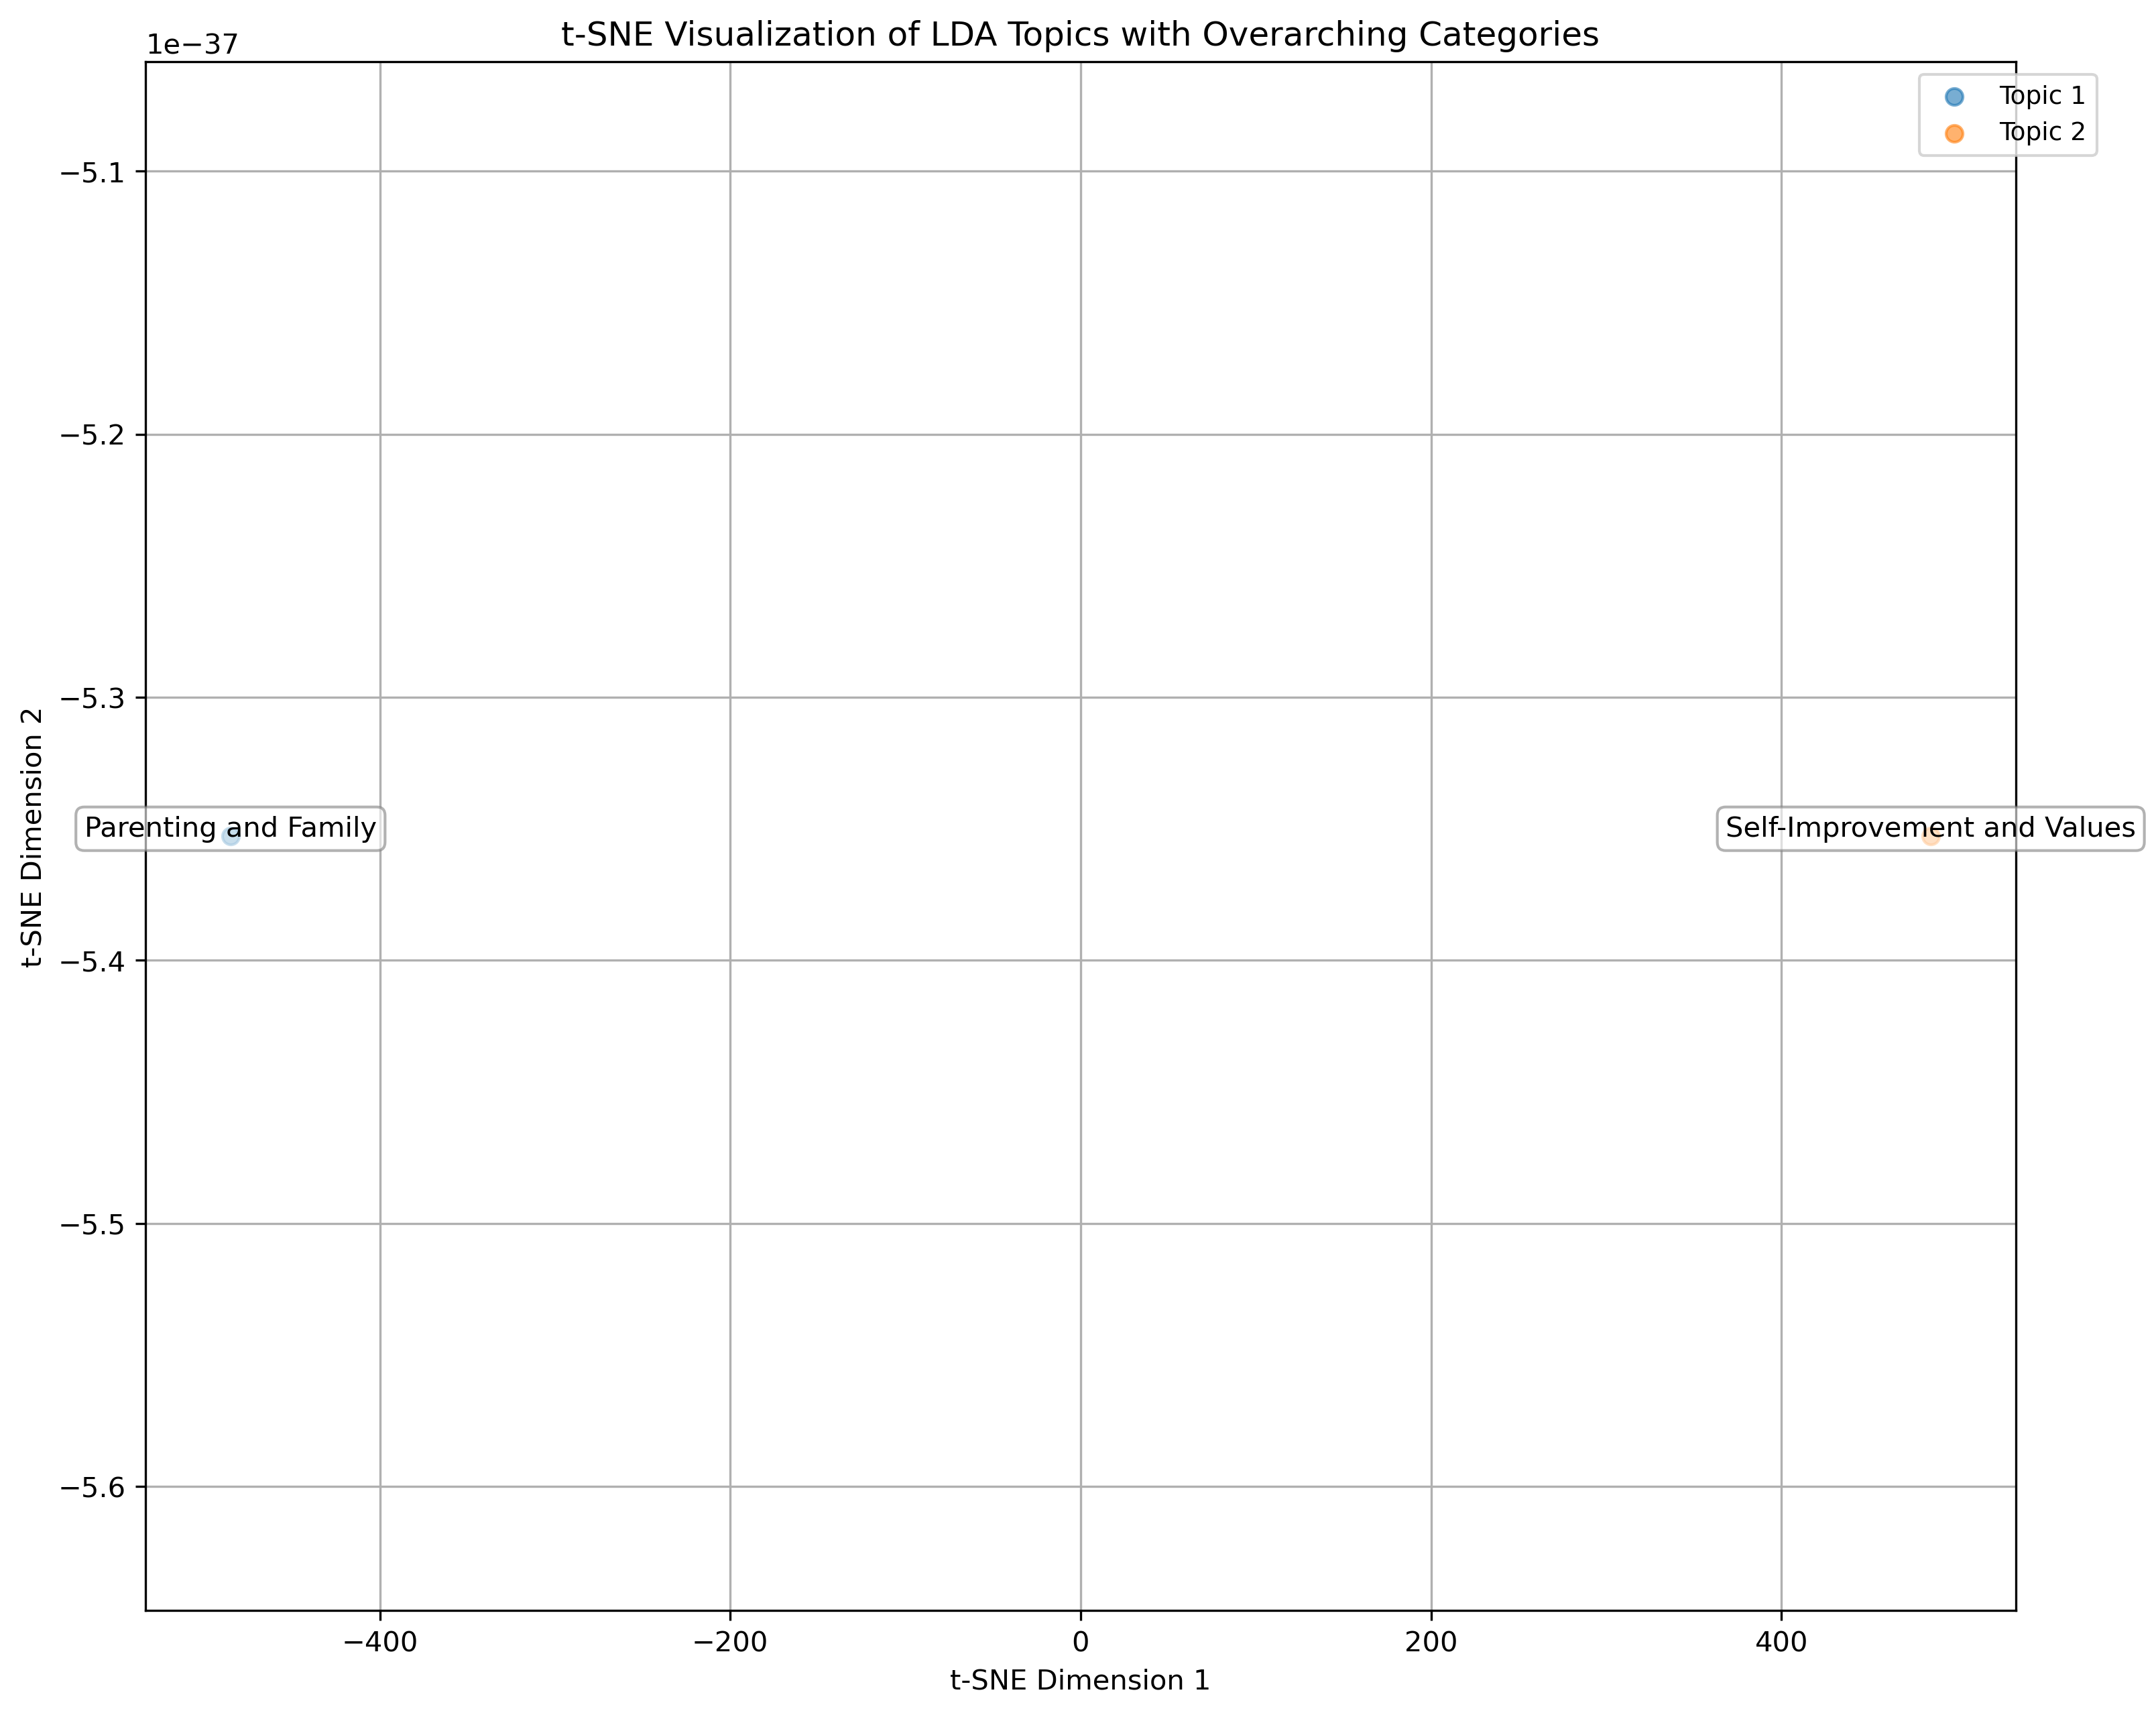 t-SNE Visualization of LDA Topics with Overarching Categories
1e−37
Topic 1
Topic 2
−5.1
−5.2
−5.3
−5.4
−5.5
−5.6
t-SNE Dimension 2
Parenting and Family
Self-Improvement and Values
−400
−200
0
200
400
t-SNE Dimension 1